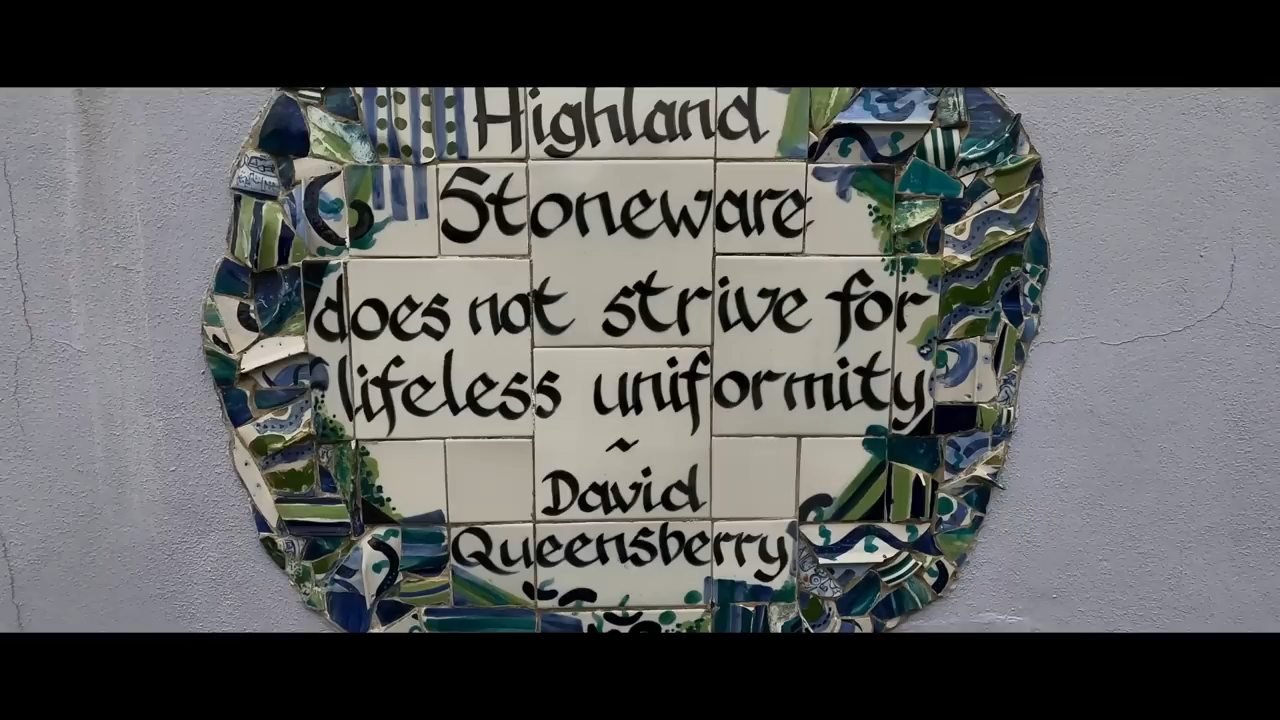 Highland
Stoneware
does not strive for
lifeless uniformity
~
David
Queensberry